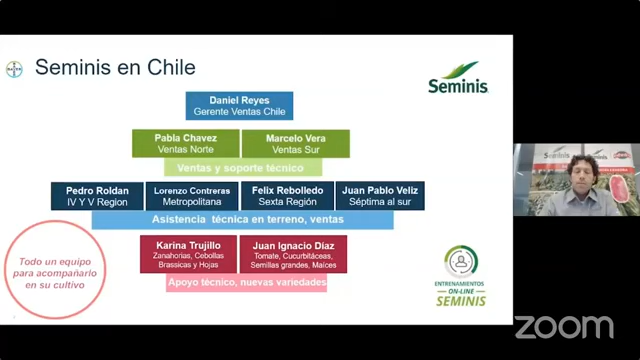 Seminis en Chile
Seminis
Daniel Reyes
Gerente Ventas Chile
Pabla Chavez
Ventas Norte
Marcelo Vera
Ventas Sur
Ventas y soporte técnico
Pedro Roldan
IV Y V Region
Lorenzo Contreras
Metropolitana
Felix Rebolledo
Sexta Región
Juan Pablo Veliz
Séptima al sur
Asistencia técnica en terreno, ventas
Karina Trujillo
Zanahorias, Cebollas
Brassicas y Hojas
Juan Ignacio Díaz
Tomate, Cucurbitáceas,
Semillas grandes, Maíces
Apoyo técnico, nuevas variedades
Todo un equipo
para acompañarlo
en su cultivo
ENTRENAMIENTOS
ON-LINE
SEMINIS
zoom